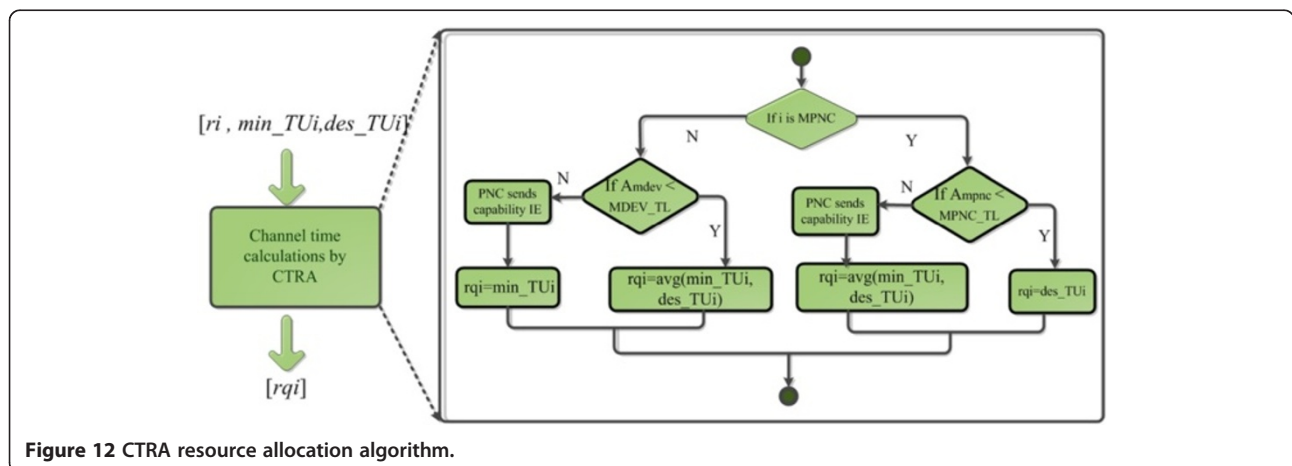 [ri , min_TUi,des_TUi]
Channel time
calculations by
CTRA
[rqi]
If i is MPNC
N
Y
If Amdev <
MDEV_TL
N
Y
PNC sends
capability IE
rqi=min_TUi
rqi=avg(min_TUi,
des_TUi)
If Ampnc <
MPNC_TL
N
Y
PNC sends
capability IE
rqi=avg(min_TUi,
des_TUi)
rqi=des_TUi
Figure 12 CTRA resource allocation algorithm.